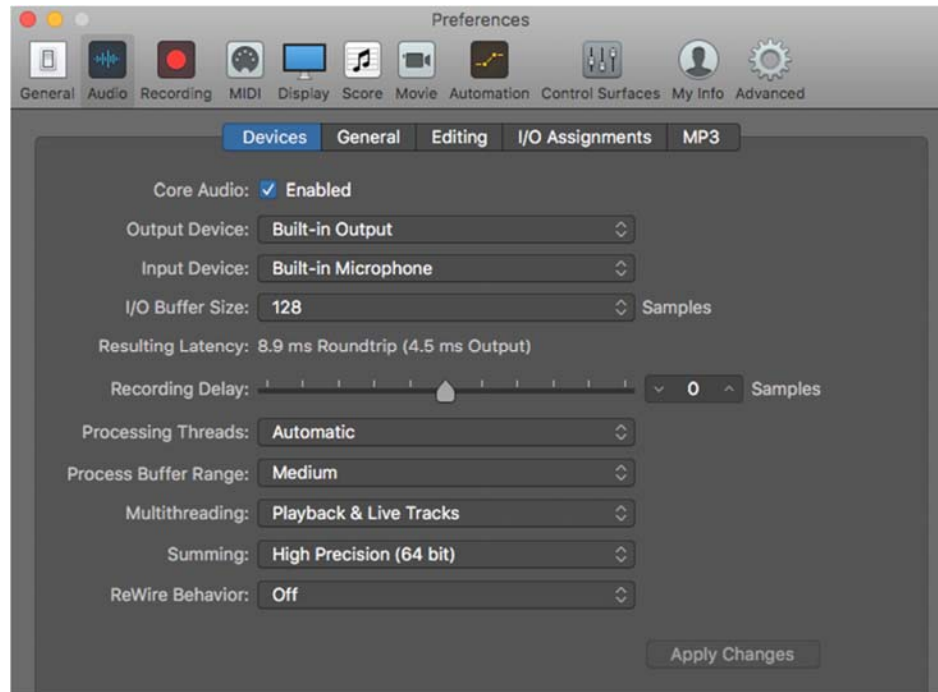 Preferences
General Audio Recording MIDI Display Score Movie Automation Control Surfaces My Info Advanced
Devices General Editing I/O Assignments MP3
Core Audio: Enabled
Output Device: Built-in Output
Input Device: Built-in Microphone
I/O Buffer Size: 128 Samples
Resulting Latency: 8.9 ms Roundtrip (4.5 ms Output)
Recording Delay: 0 Samples
Processing Threads: Automatic
Process Buffer Range: Medium
Multithreading: Playback & Live Tracks
Summing: High Precision (64 bit)
ReWire Behavior: Off
Apply Changes